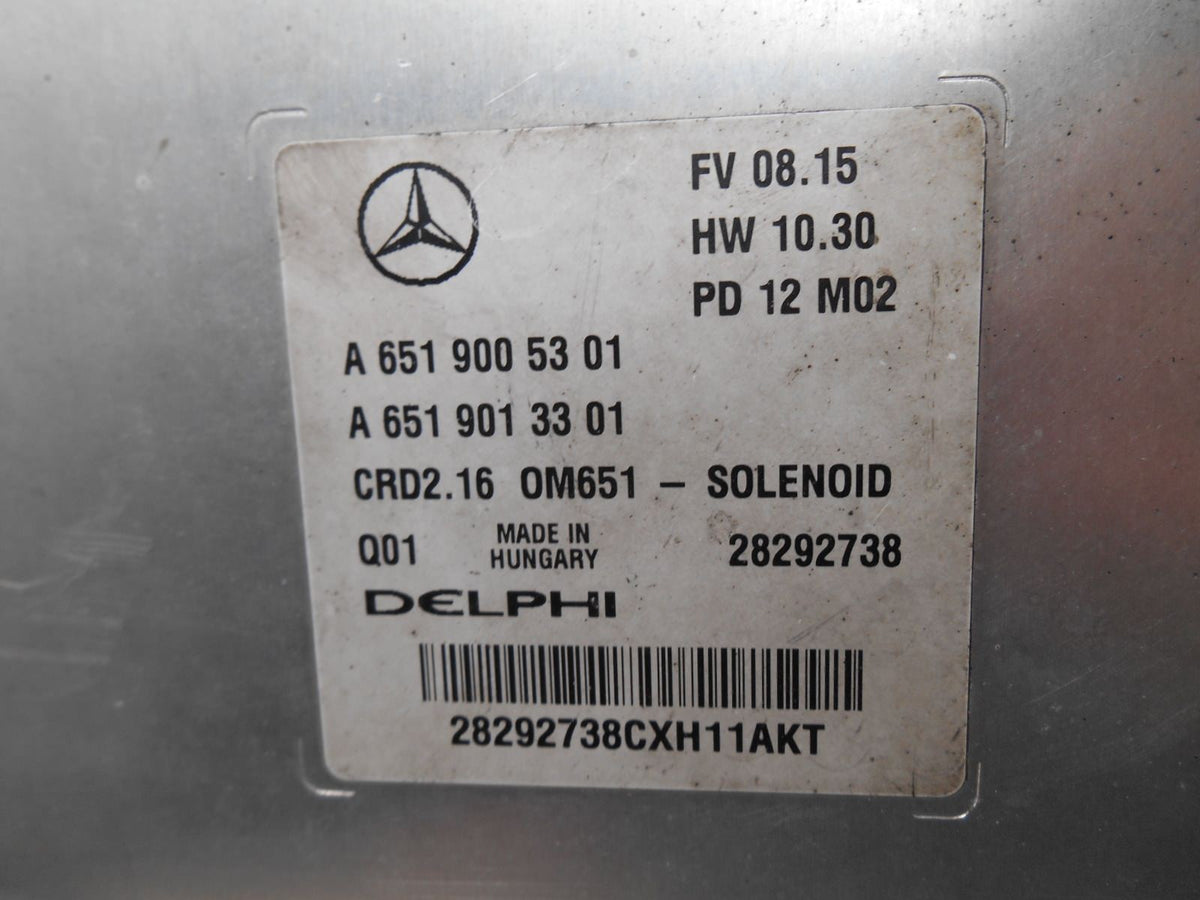 FV 08.15
HW 10.30
PD 12 M02
A 651 900 53 01
A 651 901 33 01
CRD2.16 OM651 – SOLENOID
Q01 MADE IN HUNGARY 28292738
DELPHI
28292738CXH11AKT